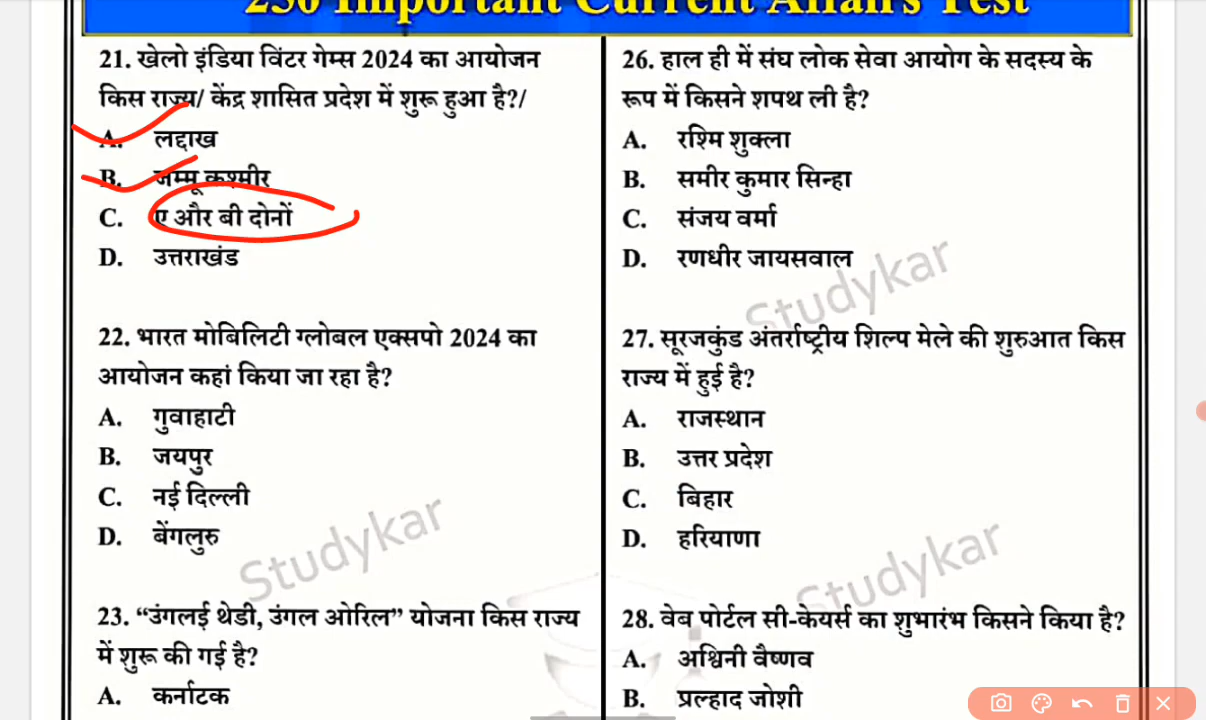 250 Important Current Affairs Test
21. खेलो इंडिया विंटर गेम्स 2024 का आयोजन
किस राज्य/ केंद्र शासित प्रदेश में शुरू हुआ है?/
A. लद्दाख
B. जम्मू कश्मीर
C. ए और बी दोनों
D. उत्तराखंड
22. भारत मोबिलिटी ग्लोबल एक्सपो 2024 का
आयोजन कहां किया जा रहा है?
A. गुवाहाटी
B. जयपुर
C. नई दिल्ली
D. बेंगलुरु
23. “उंगलई थेडी, उंगल ओरिल” योजना किस राज्य
में शुरू की गई है?
A. कर्नाटक
26. हाल ही में संघ लोक सेवा आयोग के सदस्य के
रूप में किसने शपथ ली है?
A. रश्मि शुक्ला
B. समीर कुमार सिन्हा
C. संजय वर्मा
D. रणधीर जायसवाल
27. सूरजकुंड अंतर्राष्ट्रीय शिल्प मेले की शुरुआत किस
राज्य में हुई है?
A. राजस्थान
B. उत्तर प्रदेश
C. बिहार
D. हरियाणा
28. वेब पोर्टल सी-केयर्स का शुभारंभ किसने किया है?
A. अश्विनी वैष्णव
B. प्रल्हाद जोशी
Studykar
Studykar
Studykar